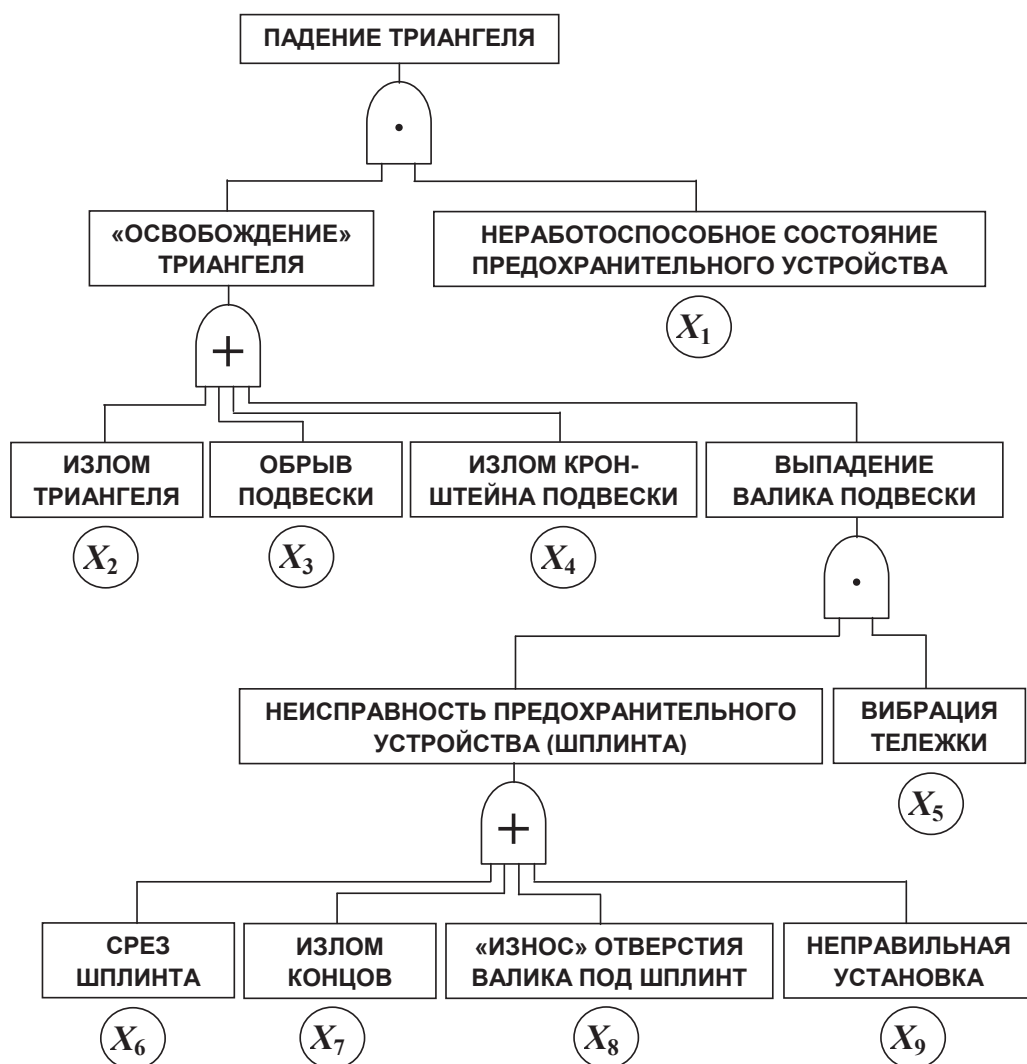 ПАДЕНИЕ ТРИАНГЕЛЯ
«ОСВОБОЖДЕНИЕ»
ТРИАНГЕЛЯ
НЕРАБОТОСПОСОБНОЕ СОСТОЯНИЕ
ПРЕДОХРАНИТЕЛЬНОГО УСТРОЙСТВА
X₁
+
ИЗЛОМ
ТРИАНГЕЛЯ
ОБРЫВ
ПОДВЕСКИ
ИЗЛОМ КРОН-
ШТЕЙНА ПОДВЕСКИ
ВЫПАДЕНИЕ
ВАЛИКА ПОДВЕСКИ
X₂
X₃
X₄
НЕИСПРАВНОСТЬ ПРЕДОХРАНИТЕЛЬНОГО
УСТРОЙСТВА (ШПЛИНТА)
ВИБРАЦИЯ
ТЕЛЕЖКИ
X₅
+
СРЕЗ
ШПЛИНТА
ИЗЛОМ
КОНЦОВ
«ИЗНОС» ОТВЕРСТИЯ
ВАЛИКА ПОД ШПЛИНТ
НЕПРАВИЛЬНАЯ
УСТАНОВКА
X₆
X₇
X₈
X₉